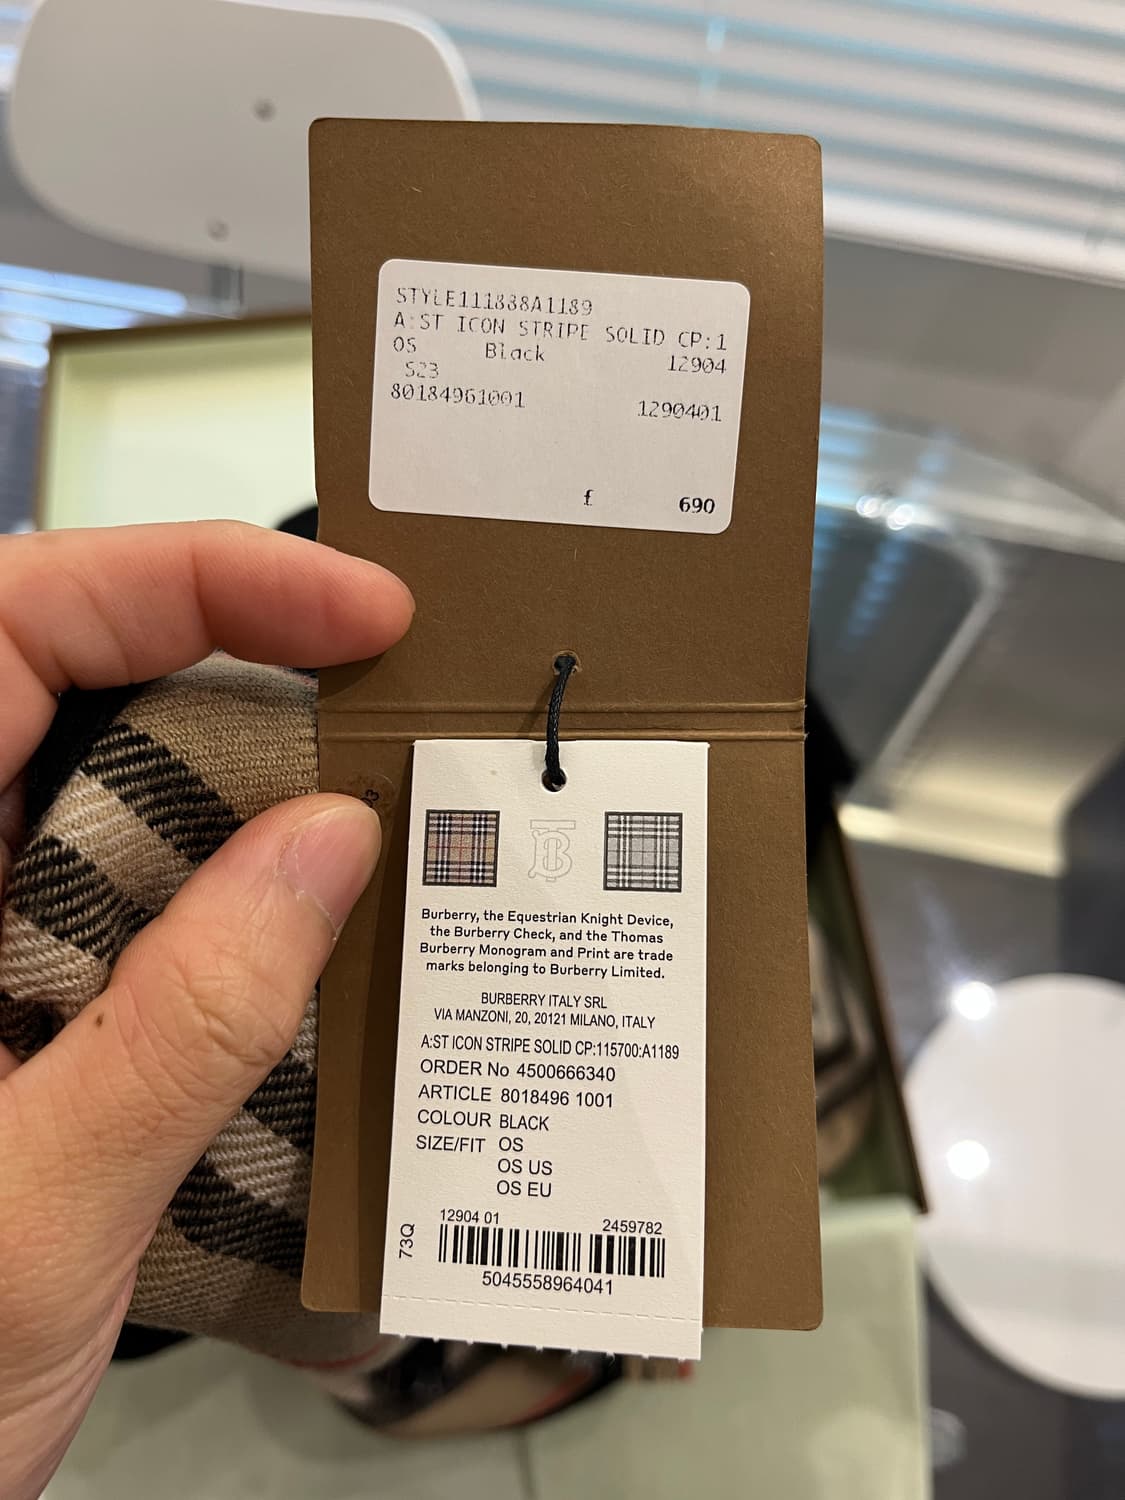 STYLE111838A1189
A:ST ICON STRIPE SOLID CP:1
OS Black 12904
S23
80184961001 1290401
£ 690
Burberry, the Equestrian Knight Device,
the Burberry Check, and the Thomas
Burberry Monogram and Print are trade
marks belonging to Burberry Limited.
BURBERRY ITALY SRL
VIA MANZONI, 20, 20121 MILANO, ITALY
A:ST ICON STRIPE SOLID CP:115700:A1189
ORDER No 4500666340
ARTICLE 8018496 1001
COLOUR BLACK
SIZE/FIT OS
OS US
OS EU
12904 01 2459782
73Q
5045558964041